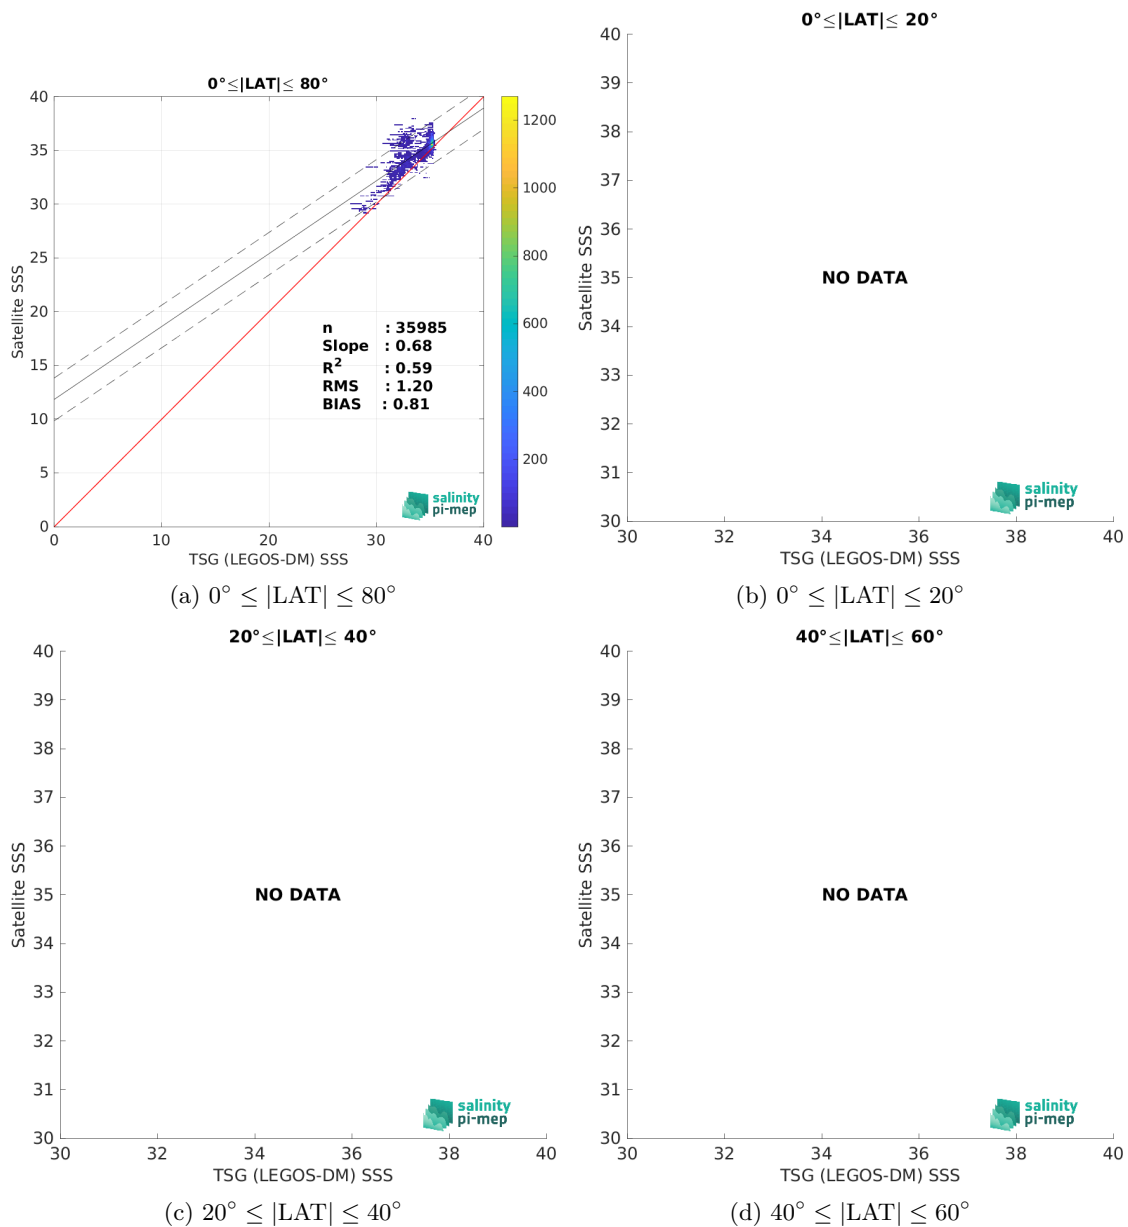 0°≤|LAT|≤ 80°
40
35
30
25
20
15
10
5
0
0
10
20
30
40
Satellite SSS
TSG (LEGOS-DM) SSS
n : 35985
Slope : 0.68
R² : 0.59
RMS : 1.20
BIAS : 0.81
1200
1000
800
600
400
200
salinity
pi-mep
(a) 0° ≤ |LAT| ≤ 80°
0°≤|LAT|≤ 20°
40
39
38
37
36
35
34
33
32
31
30
30
32
34
36
38
40
Satellite SSS
NO DATA
TSG (LEGOS-DM) SSS
salinity
pi-mep
(b) 0° ≤ |LAT| ≤ 20°
20°≤|LAT|≤ 40°
40
39
38
37
36
35
34
33
32
31
30
30
32
34
36
38
40
Satellite SSS
NO DATA
TSG (LEGOS-DM) SSS
salinity
pi-mep
(c) 20° ≤ |LAT| ≤ 40°
40°≤|LAT|≤ 60°
40
39
38
37
36
35
34
33
32
31
30
30
32
34
36
38
40
Satellite SSS
NO DATA
TSG (LEGOS-DM) SSS
salinity
pi-mep
(d) 40° ≤ |LAT| ≤ 60°